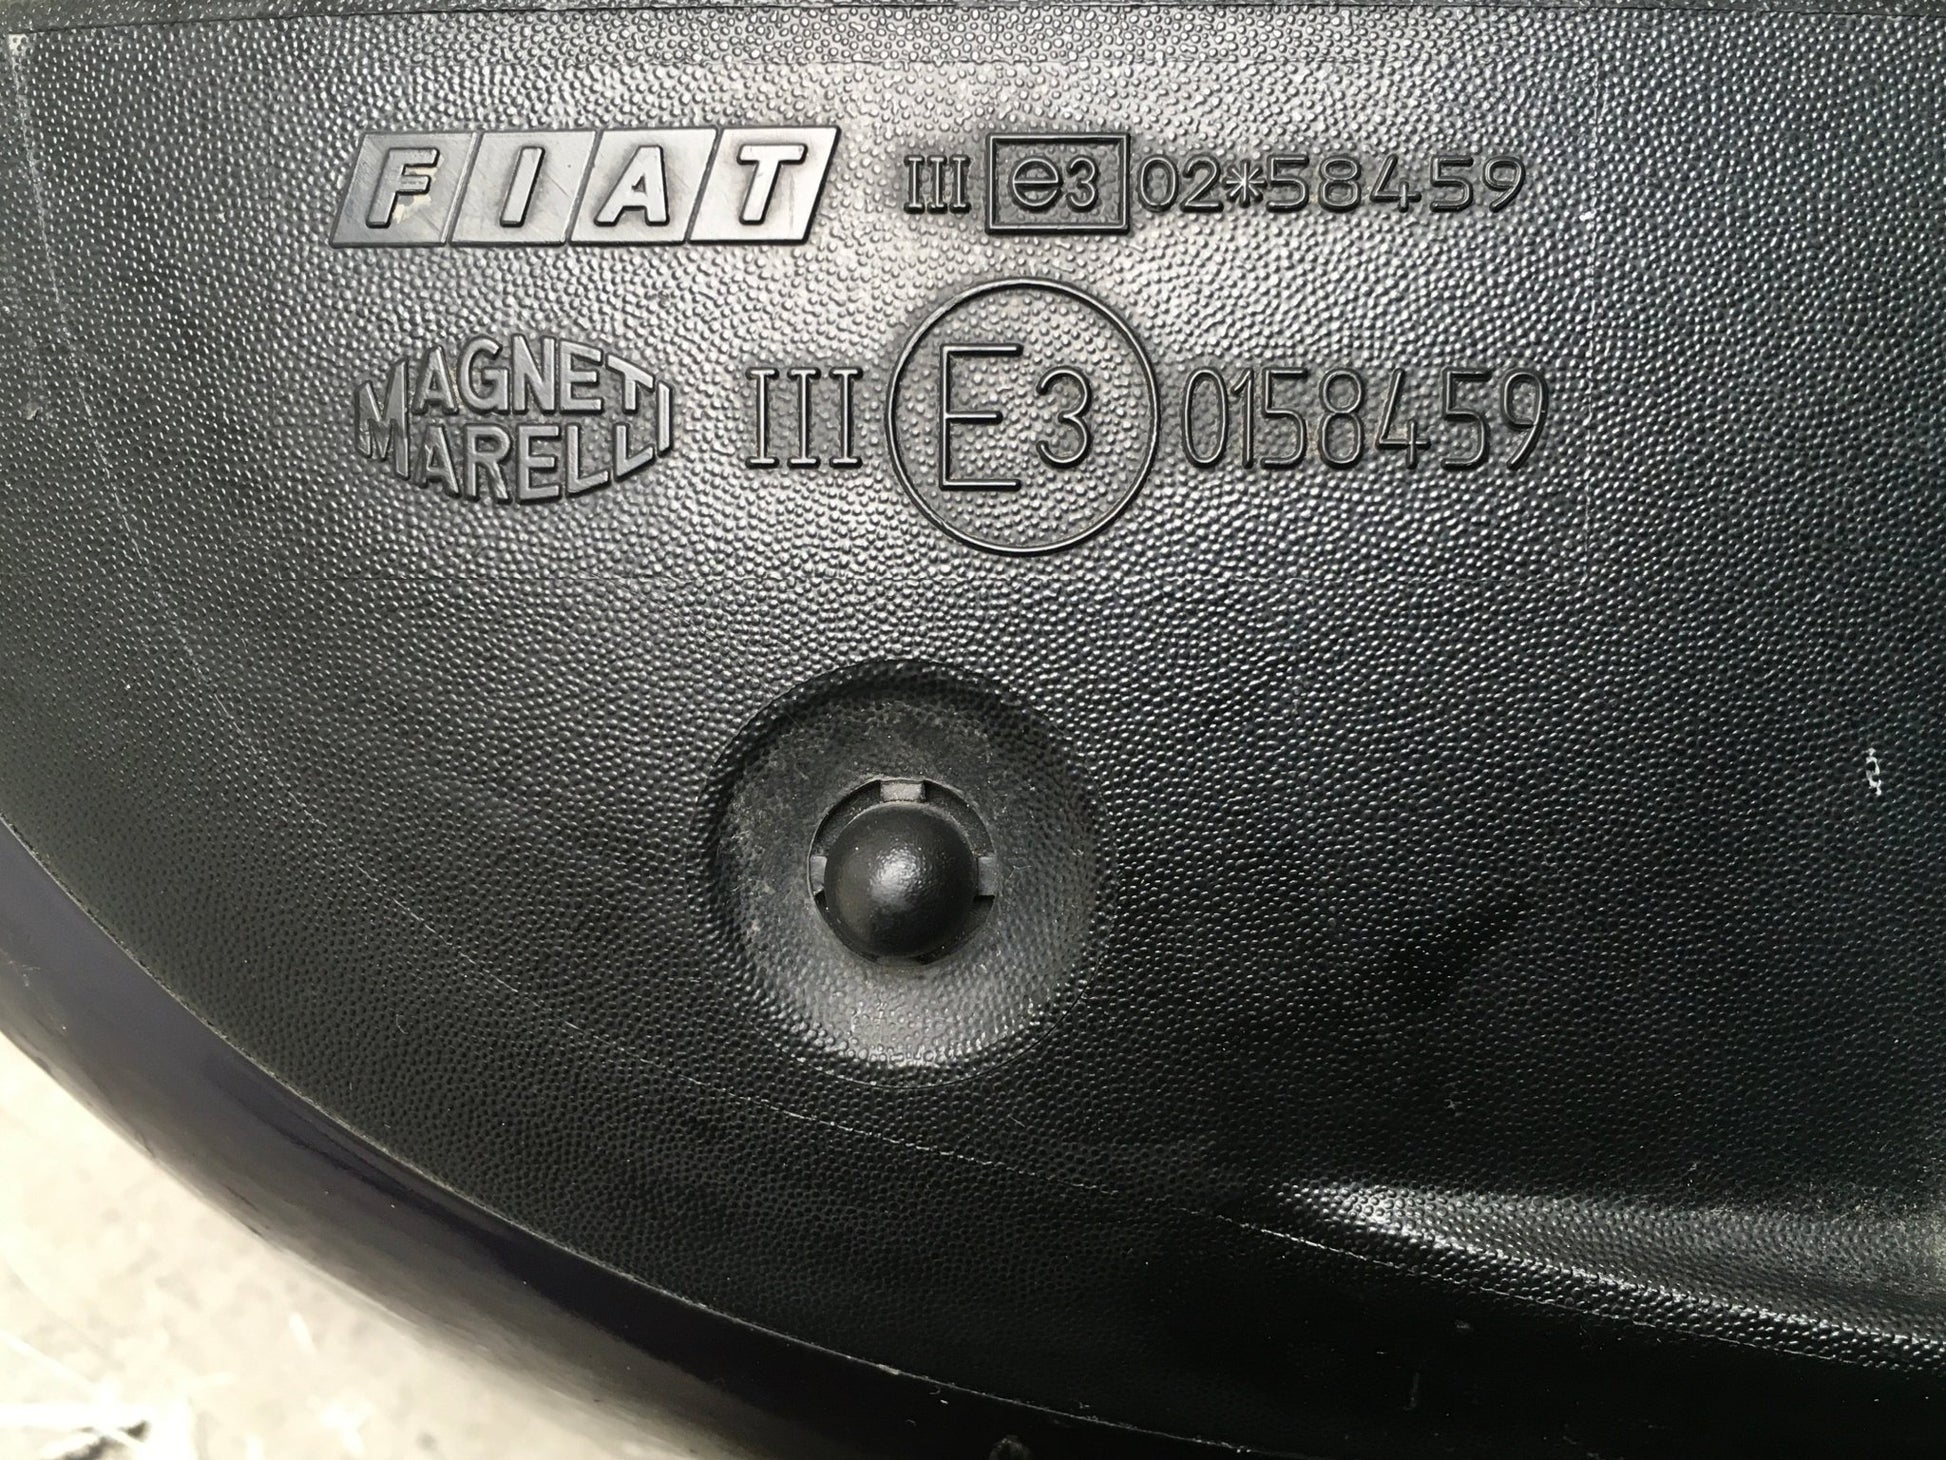 FIAT III e3 02*58459
MAGNETI
MARELLI
III E3 0158459